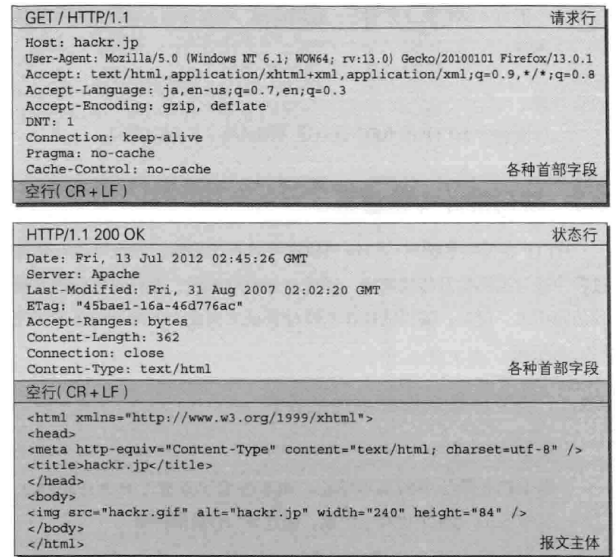 GET / HTTP/1.1 请求行
Host: hackr.jp
User-Agent: Mozilla/5.0 (Windows NT 6.1; WOW64; rv:13.0) Gecko/20100101 Firefox/13.0.1
Accept: text/html,application/xhtml+xml,application/xml;q=0.9,*/*;q=0.8
Accept-Language: ja,en-us;q=0.7,en;q=0.3
Accept-Encoding: gzip, deflate
DNT: 1
Connection: keep-alive
Pragma: no-cache
Cache-Control: no-cache 各种首部字段
空行(CR+LF)
HTTP/1.1 200 OK 状态行
Date: Fri, 13 Jul 2012 02:45:26 GMT
Server: Apache
Last-Modified: Fri, 31 Aug 2007 02:02:20 GMT
ETag: "45bae1-16a-46d776ac"
Accept-Ranges: bytes
Content-Length: 362
Connection: close
Content-Type: text/html 各种首部字段
空行(CR+LF)
<html xmlns="http://www.w3.org/1999/xhtml">
<head>
<meta http-equiv="Content-Type" content="text/html; charset=utf-8" />
<title>hackr.jp</title>
</head>
<body>
<img src="hackr.gif" alt="hackr.jp" width="240" height="84" />
</body>
</html> 报文主体